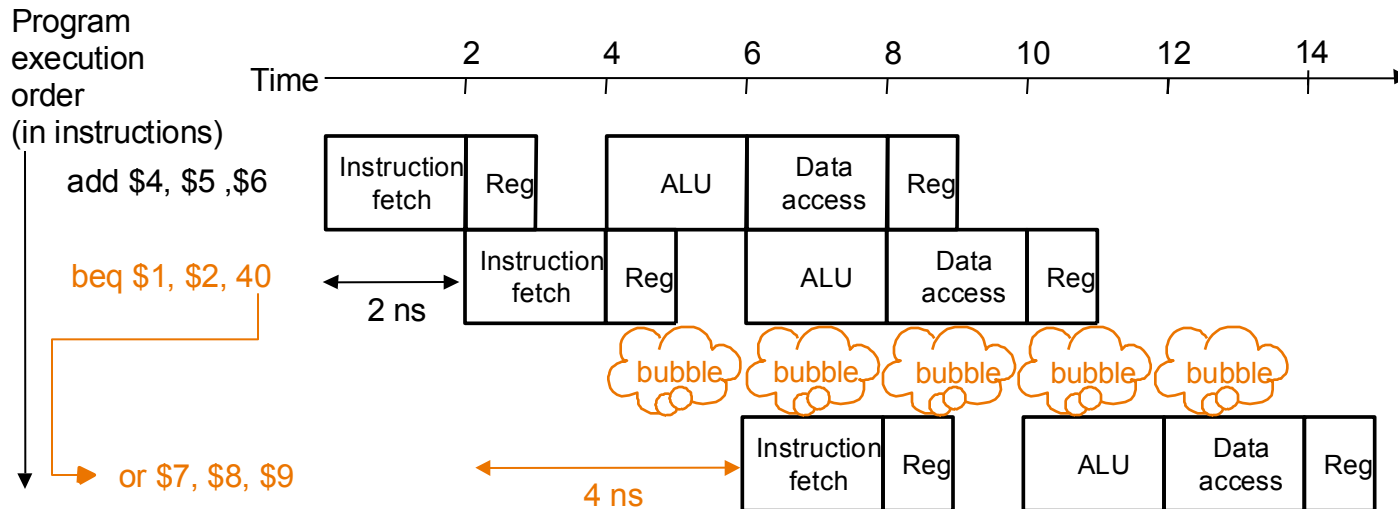 Program
execution
order
(in instructions)
Time
2 4 6 8 10 12 14
add $4, $5 ,$6
Instruction
fetch
Reg
ALU
Data
access
Reg
beq $1, $2, 40
2 ns
Instruction
fetch
Reg
ALU
Data
access
Reg
bubble bubble bubble bubble bubble
or $7, $8, $9
4 ns
Instruction
fetch
Reg
ALU
Data
access
Reg